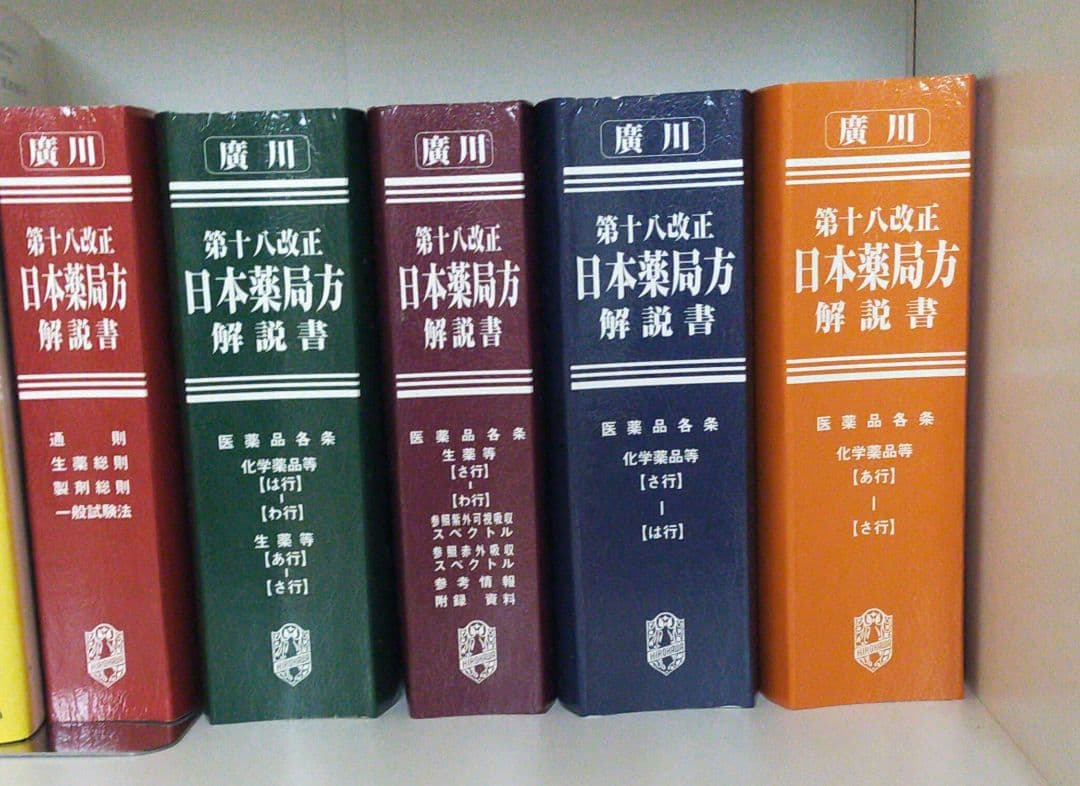 廣川
第十八改正
日本薬局方
解説書
通則
生薬総則
製剤総則
一般試験法
HIROKAWA
廣川
第十八改正
日本薬局方
解説書
医薬品各条
化学薬品等
【は行】
|
【わ行】
生薬等
【あ行】
|
【さ行】
HIROKAWA
廣川
第十八改正
日本薬局方
解説書
医薬品各条
生薬等
【さ行】
|
【わ行】
参照紫外可視吸収
スペクトル
参照赤外吸収
スペクトル
参考情報
附録 資料
HIROKAWA
廣川
第十八改正
日本薬局方
解説書
医薬品各条
化学薬品等
【さ行】
|
【は行】
HIROKAWA
廣川
第十八改正
日本薬局方
解説書
医薬品各条
化学薬品等
【あ行】
|
【さ行】
HIROKAWA